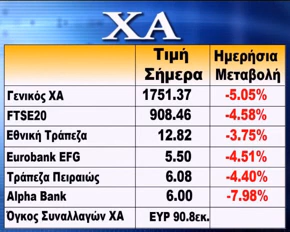 ΧΑ
Τιμή Σήμερα Ημερήσια Μεταβολή
Γενικός ΧΑ 1751.37 -5.05%
FTSE20 908.46 -4.58%
Εθνική Τράπεζα 12.82 -3.75%
Eurobank EFG 5.50 -4.51%
Τράπεζα Πειραιώς 6.08 -4.40%
Alpha Bank 6.00 -7.98%
Όγκος Συναλλαγών ΧΑ ΕΥΡ 90.8εκ.